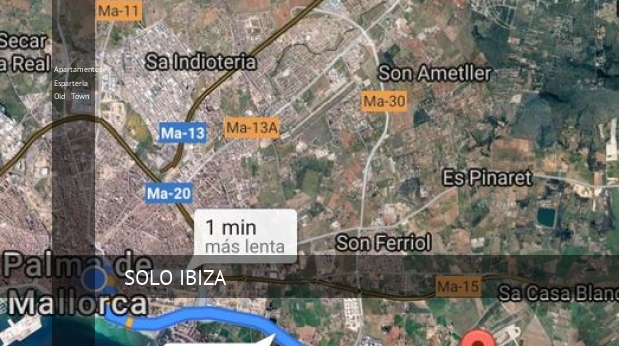 Ma-11
Secar
a Real
Apartamentos
Esparteria
Old Town
Sa Indioteria
Son Ametller
Ma-30
Ma-13
Ma-13A
Es Pinaret
Ma-20
1 min
más lenta
Son Ferriol
Palma de
Mallorca
SOLO IBIZA
Ma-15
Sa Casa Blanc